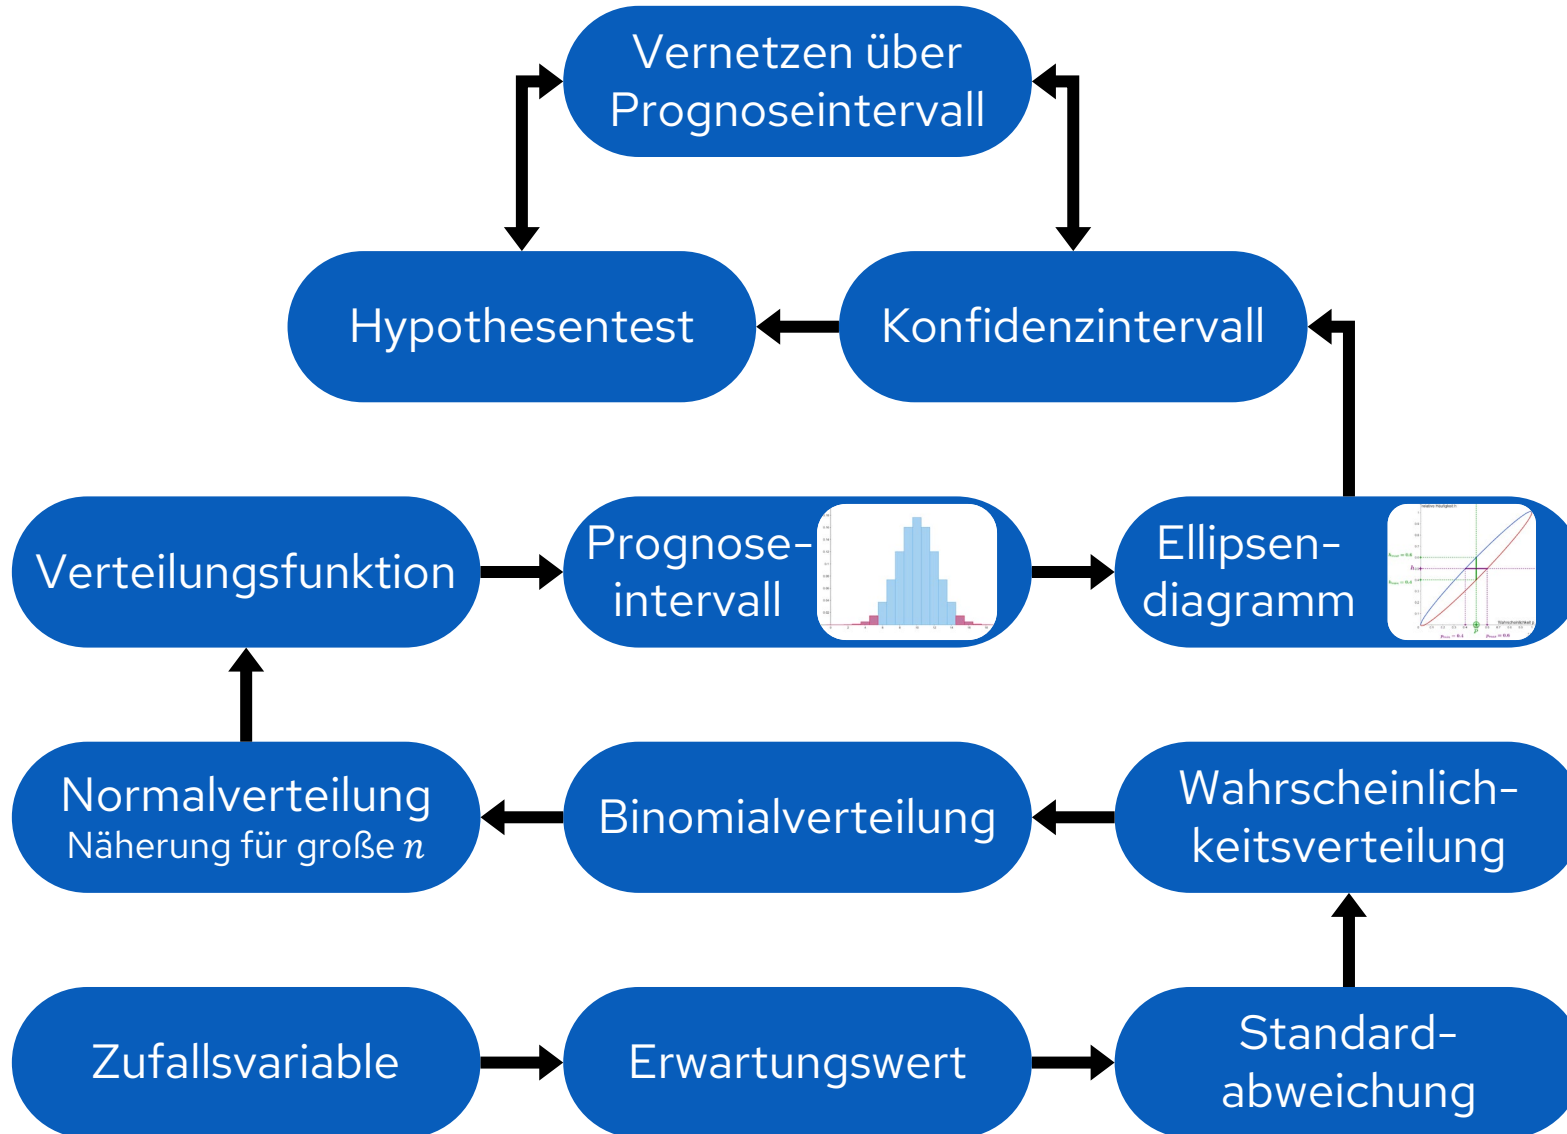 Vernetzen über
Prognoseintervall
Hypothesentest
Konfidenzintervall
Verteilungsfunktion
Prognose-
intervall
Ellipsen-
diagramm
Normalverteilung
Näherung für große n
Binomialverteilung
Wahrscheinlich-
keitsverteilung
Zufallsvariable
Erwartungswert
Standard-
abweichung